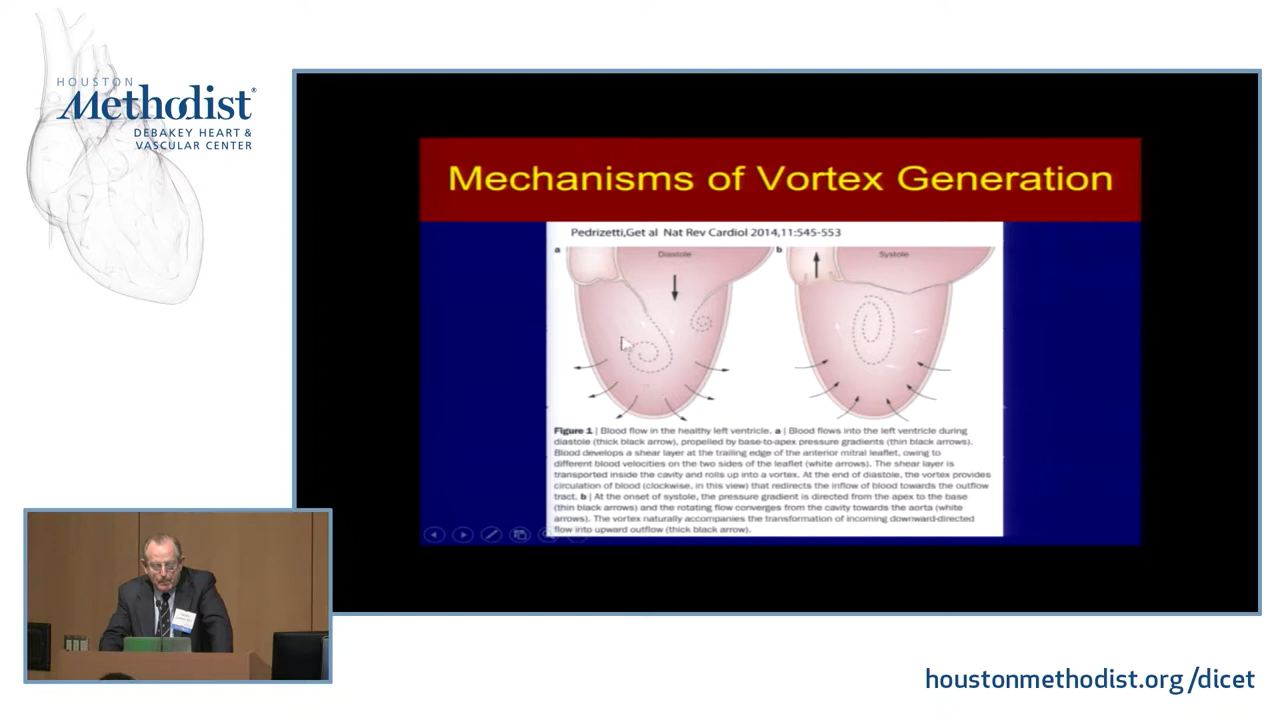 HOUSTON
Methodist®
DEBAKEY HEART &
VASCULAR CENTER
Mechanisms of Vortex Generation
Pedrizetti,Get al Nat Rev Cardiol 2014,11:545-553
a
Diastole
b
Systole
Figure 1 | Blood flow in the healthy left ventricle. a | Blood flows into the left ventricle during
diastole (thick black arrow), propelled by base-to-apex pressure gradients (thin black arrows).
Blood develops a shear layer at the trailing edge of the anterior mitral leaflet, owing to
different blood velocities on the two sides of the leaflet (white arrows). The shear layer is
transported inside the cavity and rolls up into a vortex. At the end of diastole, the vortex provides
circulation of blood (clockwise, in this view) that redirects the inflow of blood towards the outflow
tract. b | At the onset of systole, the pressure gradient is directed from the apex to the base
(thin black arrows) and the rotating flow converges from the cavity towards the aorta (white
arrows). The vortex naturally accompanies the transformation of incoming downward-directed
flow into upward outflow (thick black arrow).
houstonmethodist.org/dicet